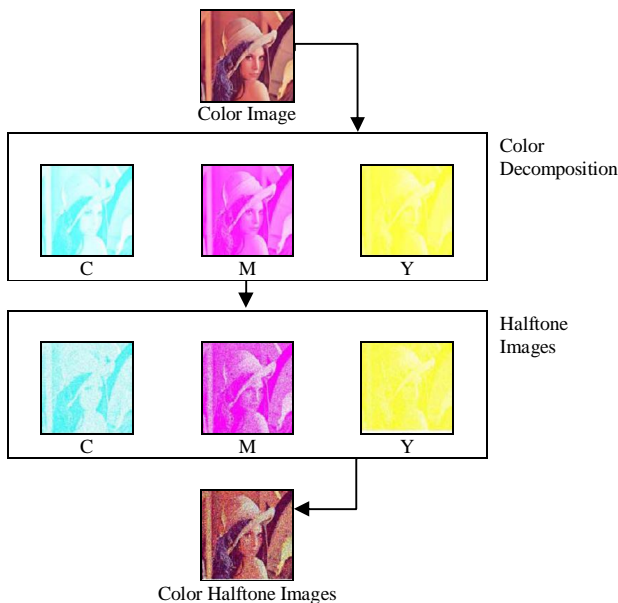 Color Image
Color
Decomposition
C M Y
Halftone
Images
C M Y
Color Halftone Images